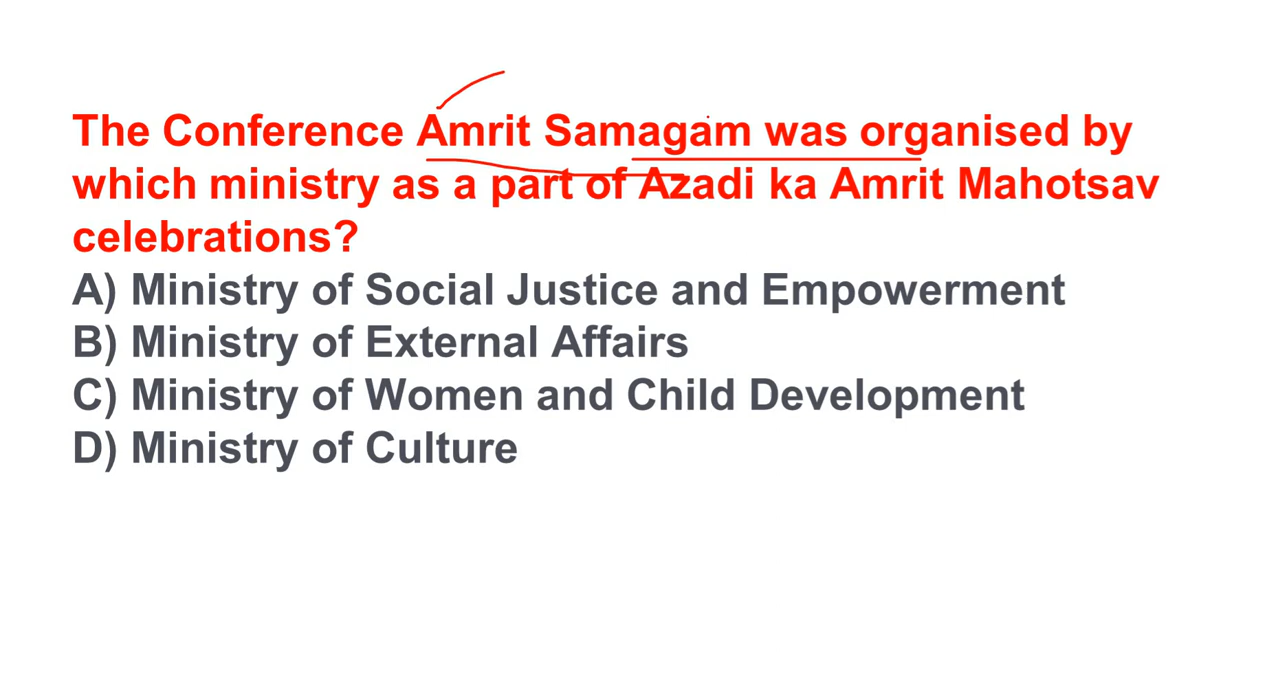 The Conference Amrit Samagam was organised by
which ministry as a part of Azadi ka Amrit Mahotsav
celebrations?
A) Ministry of Social Justice and Empowerment
B) Ministry of External Affairs
C) Ministry of Women and Child Development
D) Ministry of Culture